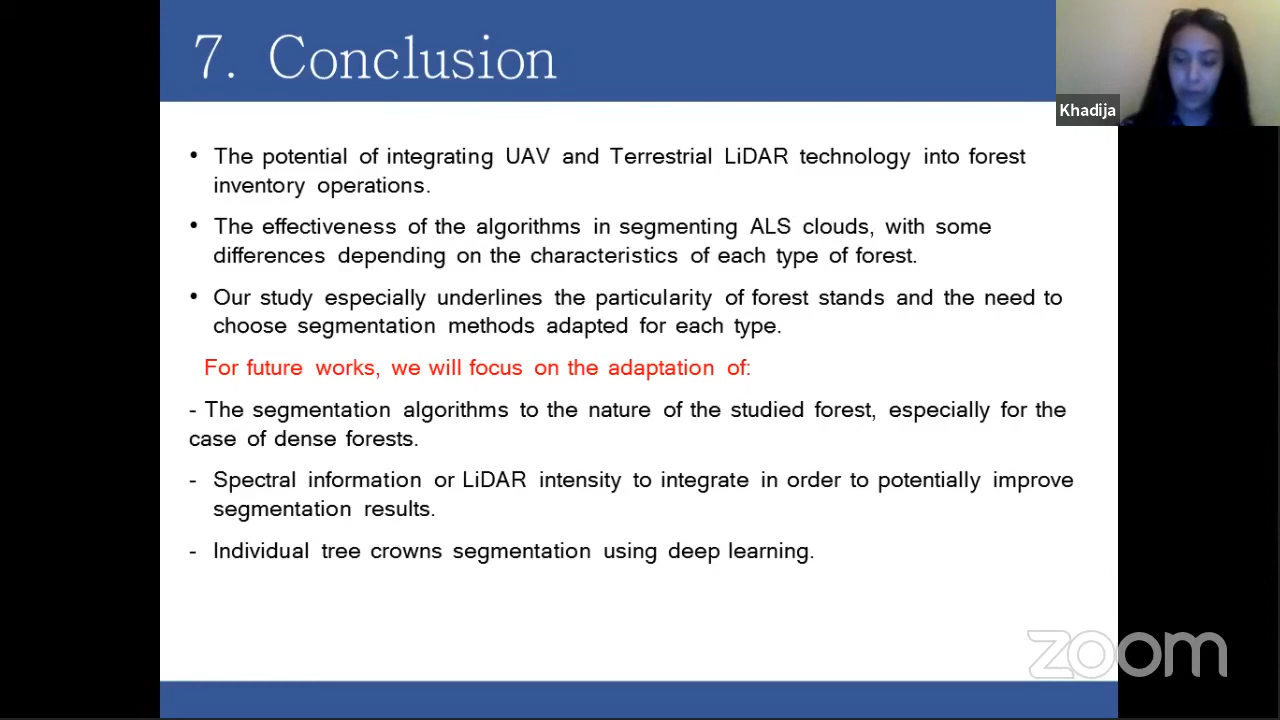 7. Conclusion
Khadija
• The potential of integrating UAV and Terrestrial LiDAR technology into forest
inventory operations.
• The effectiveness of the algorithms in segmenting ALS clouds, with some
differences depending on the characteristics of each type of forest.
• Our study especially underlines the particularity of forest stands and the need to
choose segmentation methods adapted for each type.
For future works, we will focus on the adaptation of:
- The segmentation algorithms to the nature of the studied forest, especially for the
case of dense forests.
- Spectral information or LiDAR intensity to integrate in order to potentially improve
segmentation results.
- Individual tree crowns segmentation using deep learning.
zoom